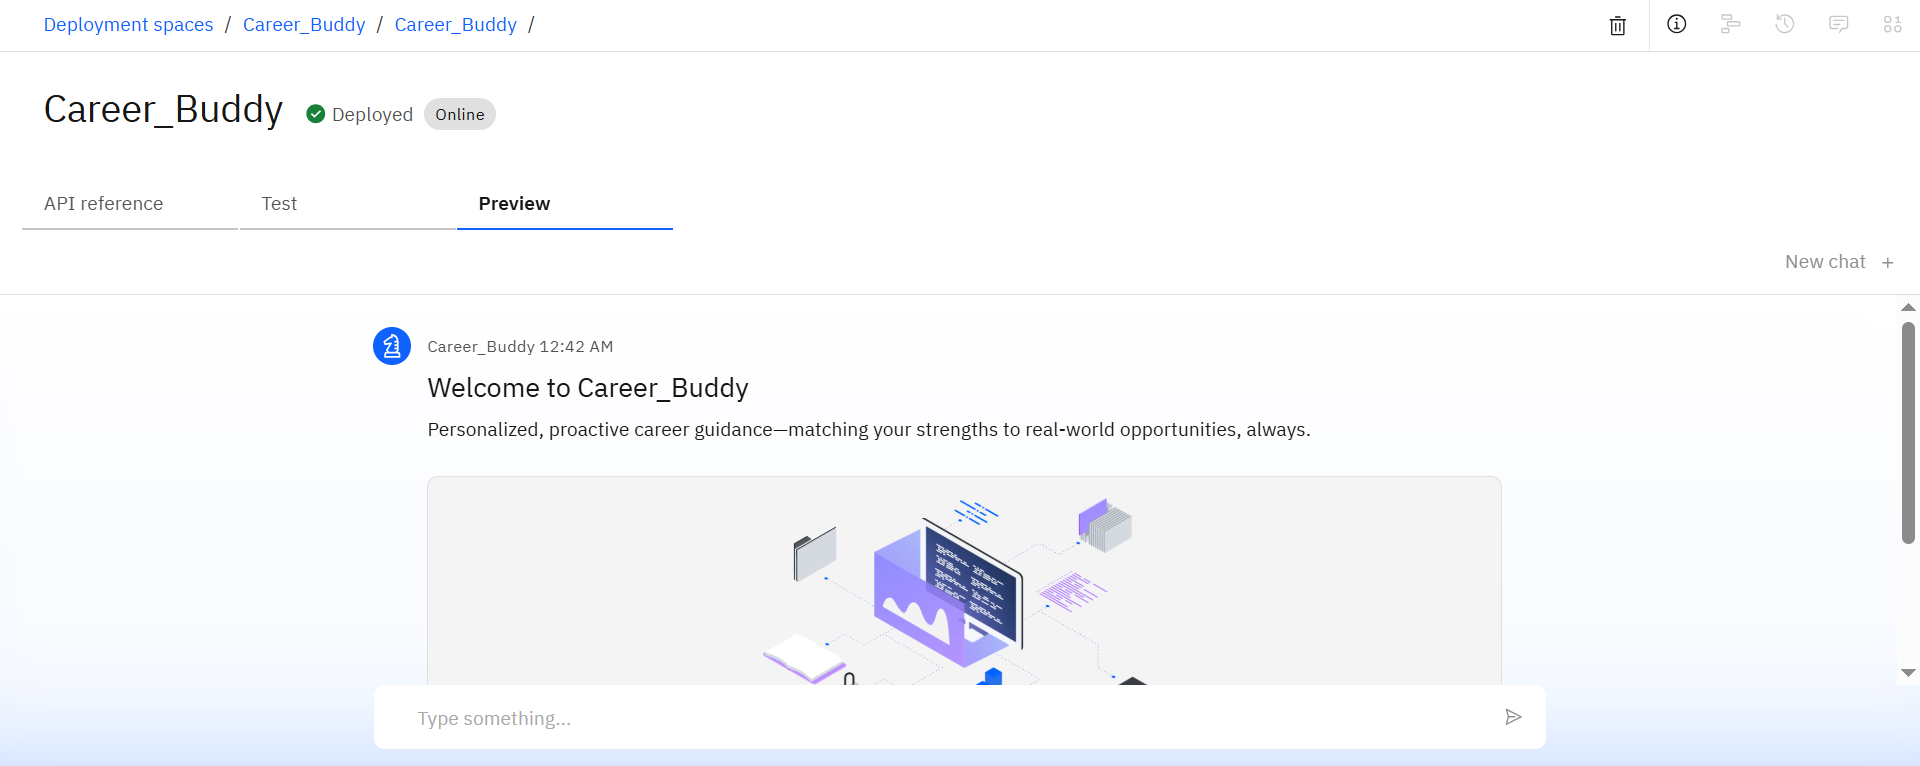 Deployment spaces / Career_Buddy / Career_Buddy /
Career_Buddy Deployed Online
API reference Test Preview
New chat +
Career_Buddy 12:42 AM
Welcome to Career_Buddy
Personalized, proactive career guidance—matching your strengths to real-world opportunities, always.
Type something...